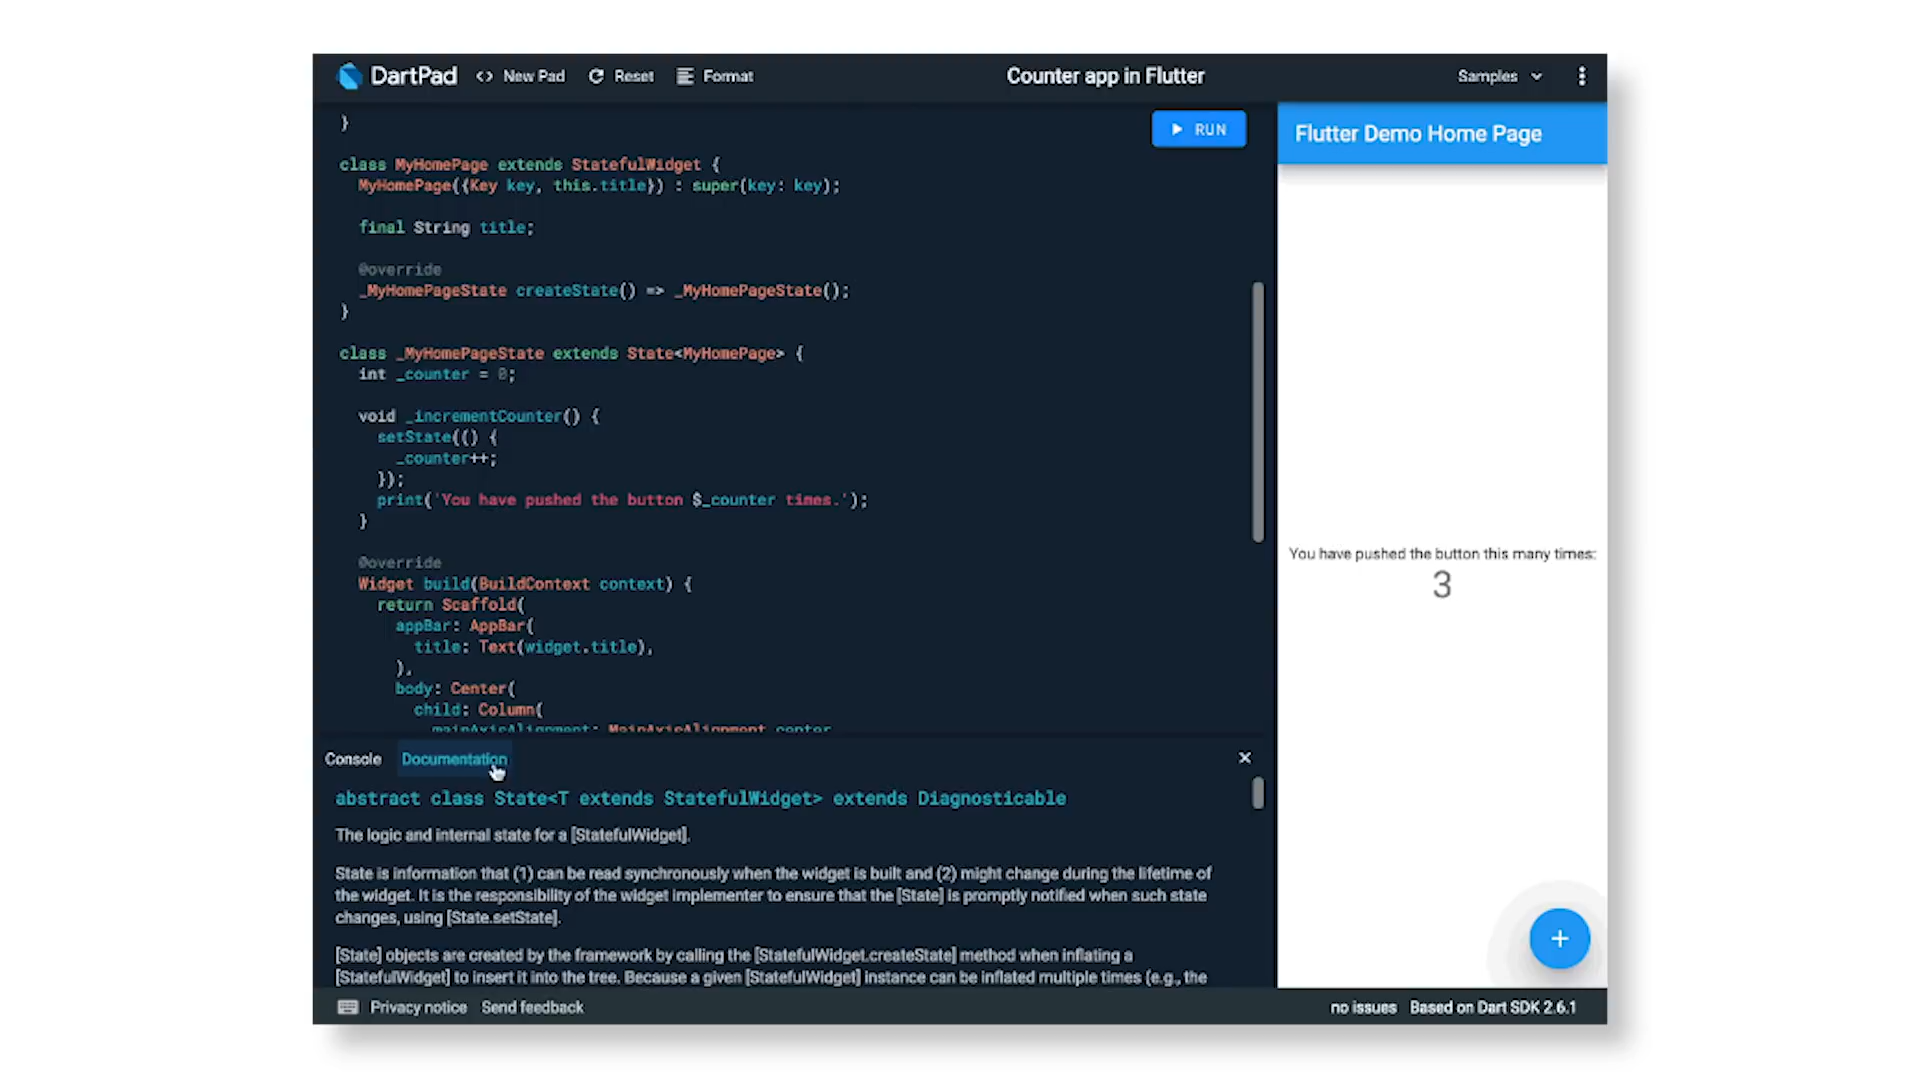 DartPad <> New Pad Reset Format Counter app in Flutter Samples
}
RUN
class MyHomePage extends StatefulWidget {
MyHomePage({Key key, this.title}) : super(key: key);
final String title;
@override
_MyHomePageState createState() => _MyHomePageState();
}
class _MyHomePageState extends State<MyHomePage> {
int _counter = 0;
void _incrementCounter() {
setState(() {
_counter++;
});
print('You have pushed the button $_counter times.');
}
@override
Widget build(BuildContext context) {
return Scaffold(
appBar: AppBar(
title: Text(widget.title),
),
body: Center(
child: Column(
mainAxisAlignment: MainAxisAlignment.center
Flutter Demo Home Page
You have pushed the button this many times:
3
+
Console Documentation
abstract class State<T extends StatefulWidget> extends Diagnosticable
The logic and internal state for a [StatefulWidget].
State is information that (1) can be read synchronously when the widget is built and (2) might change during the lifetime of
the widget. It is the responsibility of the widget implementer to ensure that the [State] is promptly notified when such state
changes, using [State.setState].
[State] objects are created by the framework by calling the [StatefulWidget.createState] method when inflating a
[StatefulWidget] to insert it into the tree. Because a given [StatefulWidget] instance can be inflated multiple times (e.g., the
Privacy notice Send feedback no issues Based on Dart SDK 2.6.1